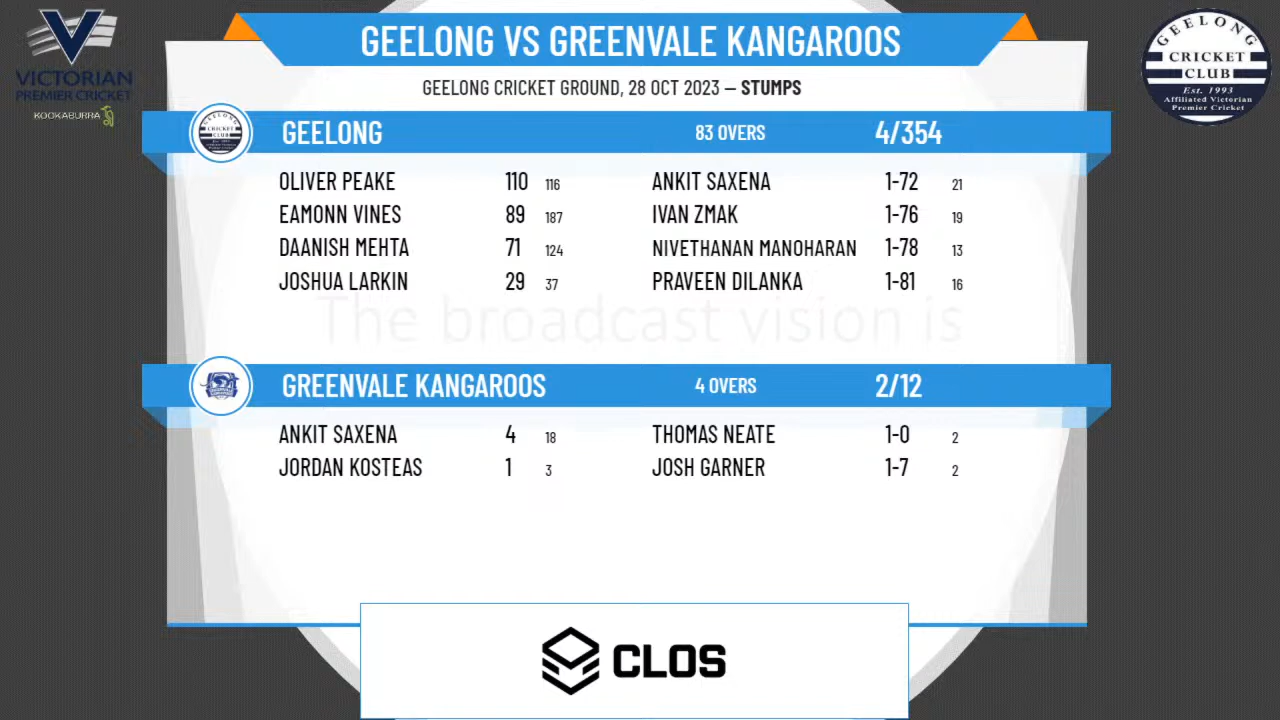 GEELONG VS GREENVALE KANGAROOS
VICTORIAN
PREMIER CRICKET
KOOKABURRA
GEELONG
CRICKET
CLUB
Est. 1993
Affiliated Victorian
Premier Cricket
GEELONG CRICKET GROUND, 28 OCT 2023 – STUMPS
GEELONG CRICKET CLUB GEELONG 83 OVERS 4/354
OLIVER PEAKE 110 116 ANKIT SAXENA 1-72 21
EAMONN VINES 89 187 IVAN ZMAK 1-76 19
DAANISH MEHTA 71 124 NIVETHANAN MANOHARAN 1-78 13
JOSHUA LARKIN 29 37 PRAVEEN DILANKA 1-81 16
The broadcast vision is
GREENVALE KANGAROOS 4 OVERS 2/12
ANKIT SAXENA 4 18 THOMAS NEATE 1-0 2
JORDAN KOSTEAS 1 3 JOSH GARNER 1-7 2
CLOS